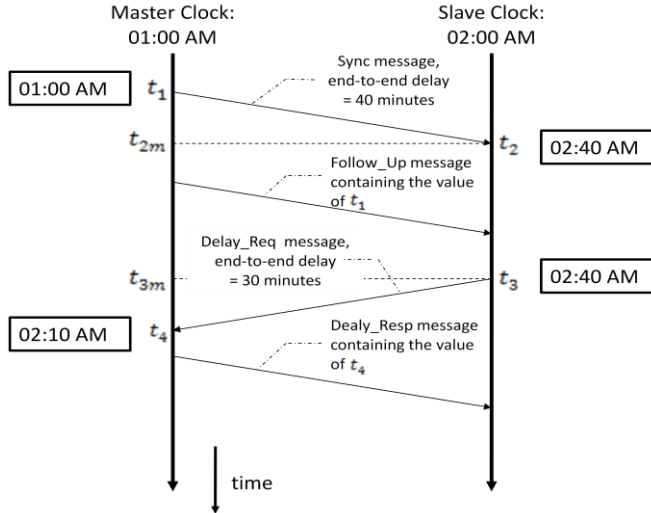 Master Clock:
01:00 AM
Slave Clock:
02:00 AM
Sync message,
end-to-end delay
= 40 minutes
01:00 AM
t1
t2m
t2
02:40 AM
Follow_Up message
containing the value
of t1
Delay_Req message,
end-to-end delay
= 30 minutes
t3m
t3
02:40 AM
02:10 AM
t4
Dealy_Resp message
containing the value
of t4
time